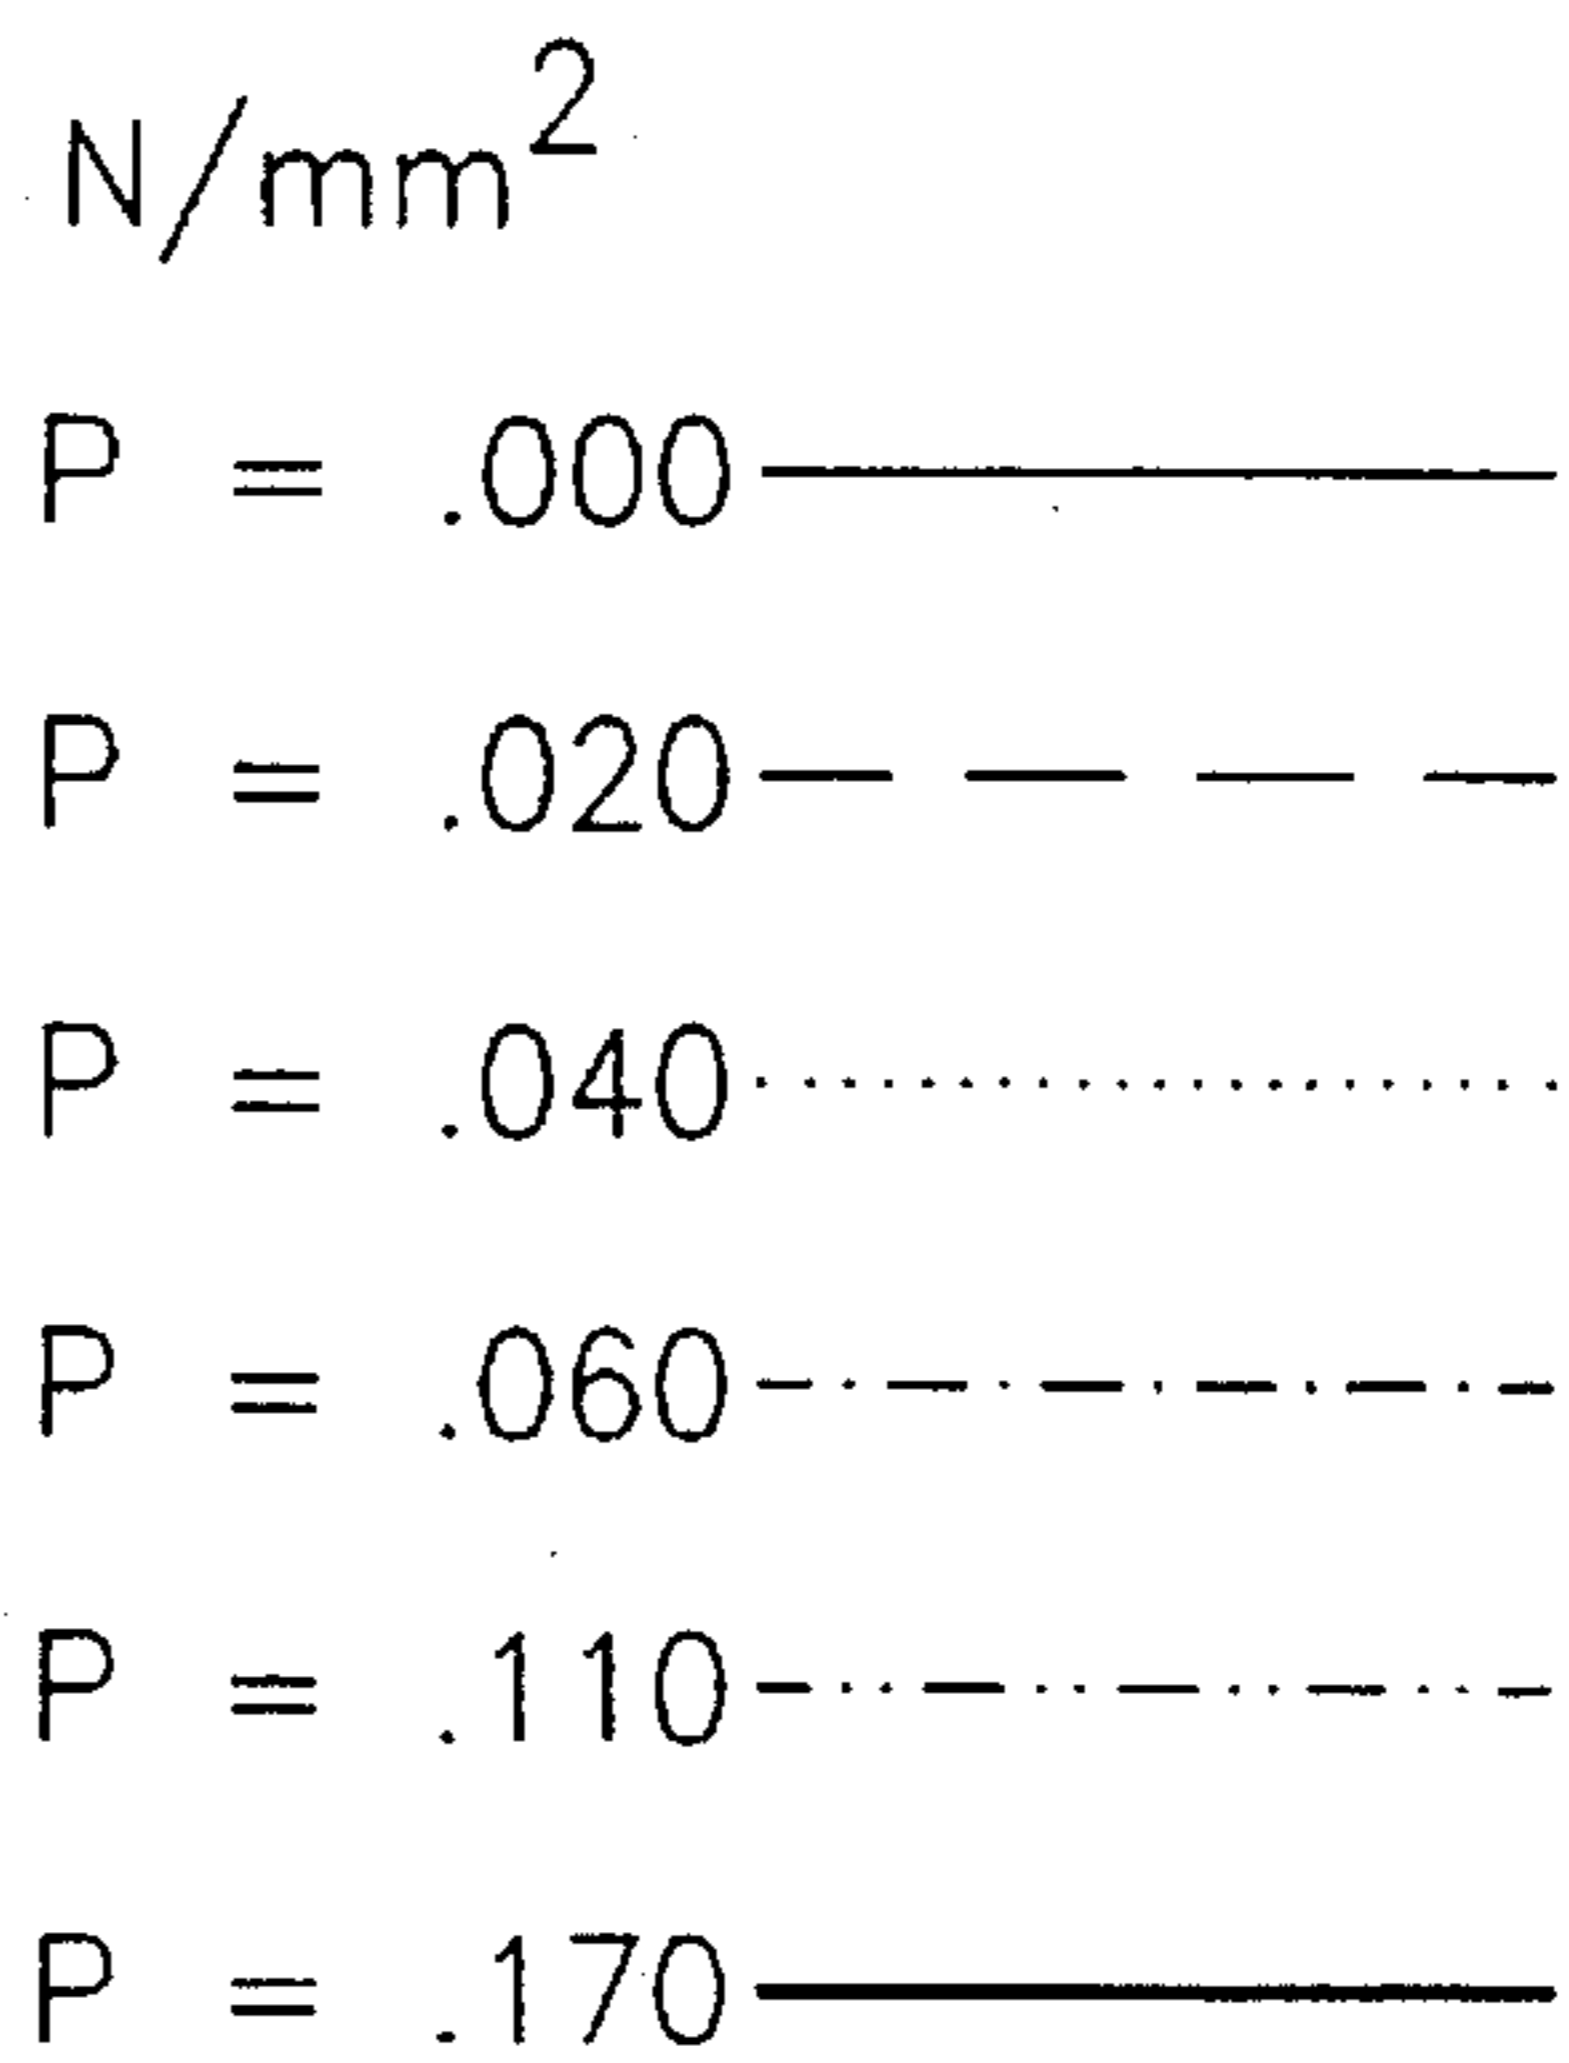 N/mm²
P = .000
P = .020
P = .040
P = .060
P = .110
P = .170